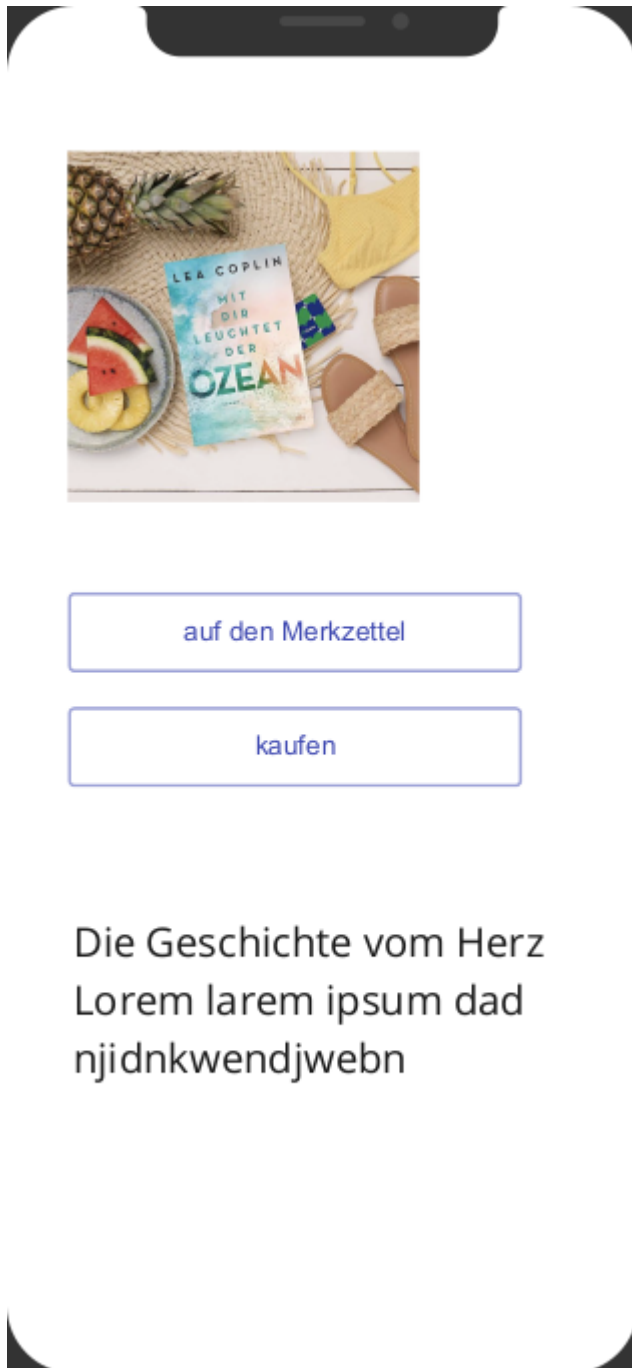 LEA COPLIN
MIT
DIR
LEUCHTET
DER
OZEAN
auf den Merkzettel
kaufen
Die Geschichte vom Herz
Lorem larem ipsum dad
njidnkwendjwebn